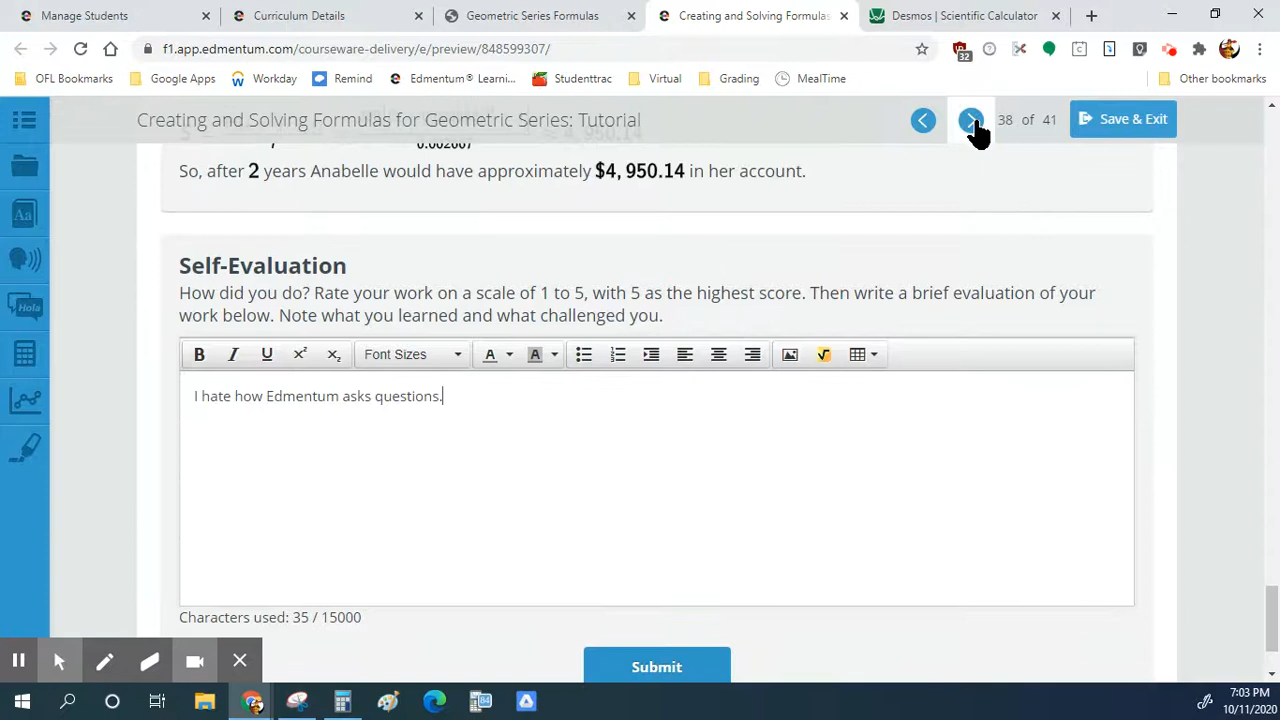 Manage Students
Curriculum Details
Geometric Series Formulas
Creating and Solving Formulas
Desmos | Scientific Calculator
f1.app.edmentum.com/courseware-delivery/e/preview/848599307/
32
OFL Bookmarks
Google Apps
Workday
Remind
Edmentum® Learni...
Studenttrac
Virtual
Grading
MealTime
Other bookmarks
Creating and Solving Formulas for Geometric Series: Tutorial
38 of 41
Save & Exit
So, after 2 years Anabelle would have approximately $4,950.14 in her account.
Self-Evaluation
How did you do? Rate your work on a scale of 1 to 5, with 5 as the highest score. Then write a brief evaluation of your
work below. Note what you learned and what challenged you.
B I U X² X₂ Font Sizes A A
I hate how Edmentum asks questions.
Characters used: 35 / 15000
Submit
Aa
Hola
7:03 PM
10/11/2020